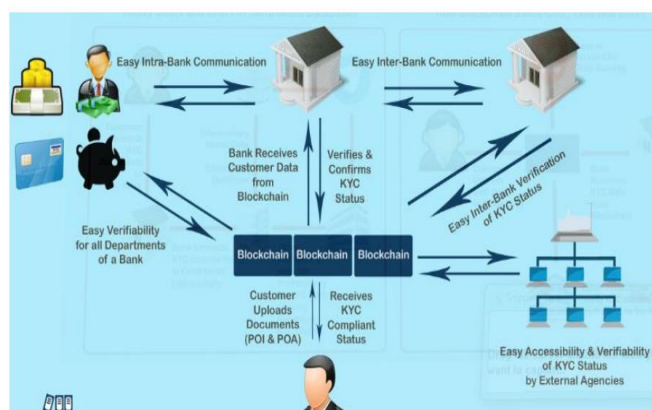 Easy Intra-Bank Communication
Easy Inter-Bank Communication
Bank Receives
Customer Data
from
Blockchain
Verifies &
Confirms
KYC
Status
Easy Inter-Bank Verification
of KYC Status
Easy Verifiability
for all Departments
of a Bank
Blockchain
Blockchain
Blockchain
Customer
Uploads
Documents
(POI & POA)
Receives
KYC
Compliant
Status
Easy Accessibility & Verifiability
of KYC Status
by External Agencies